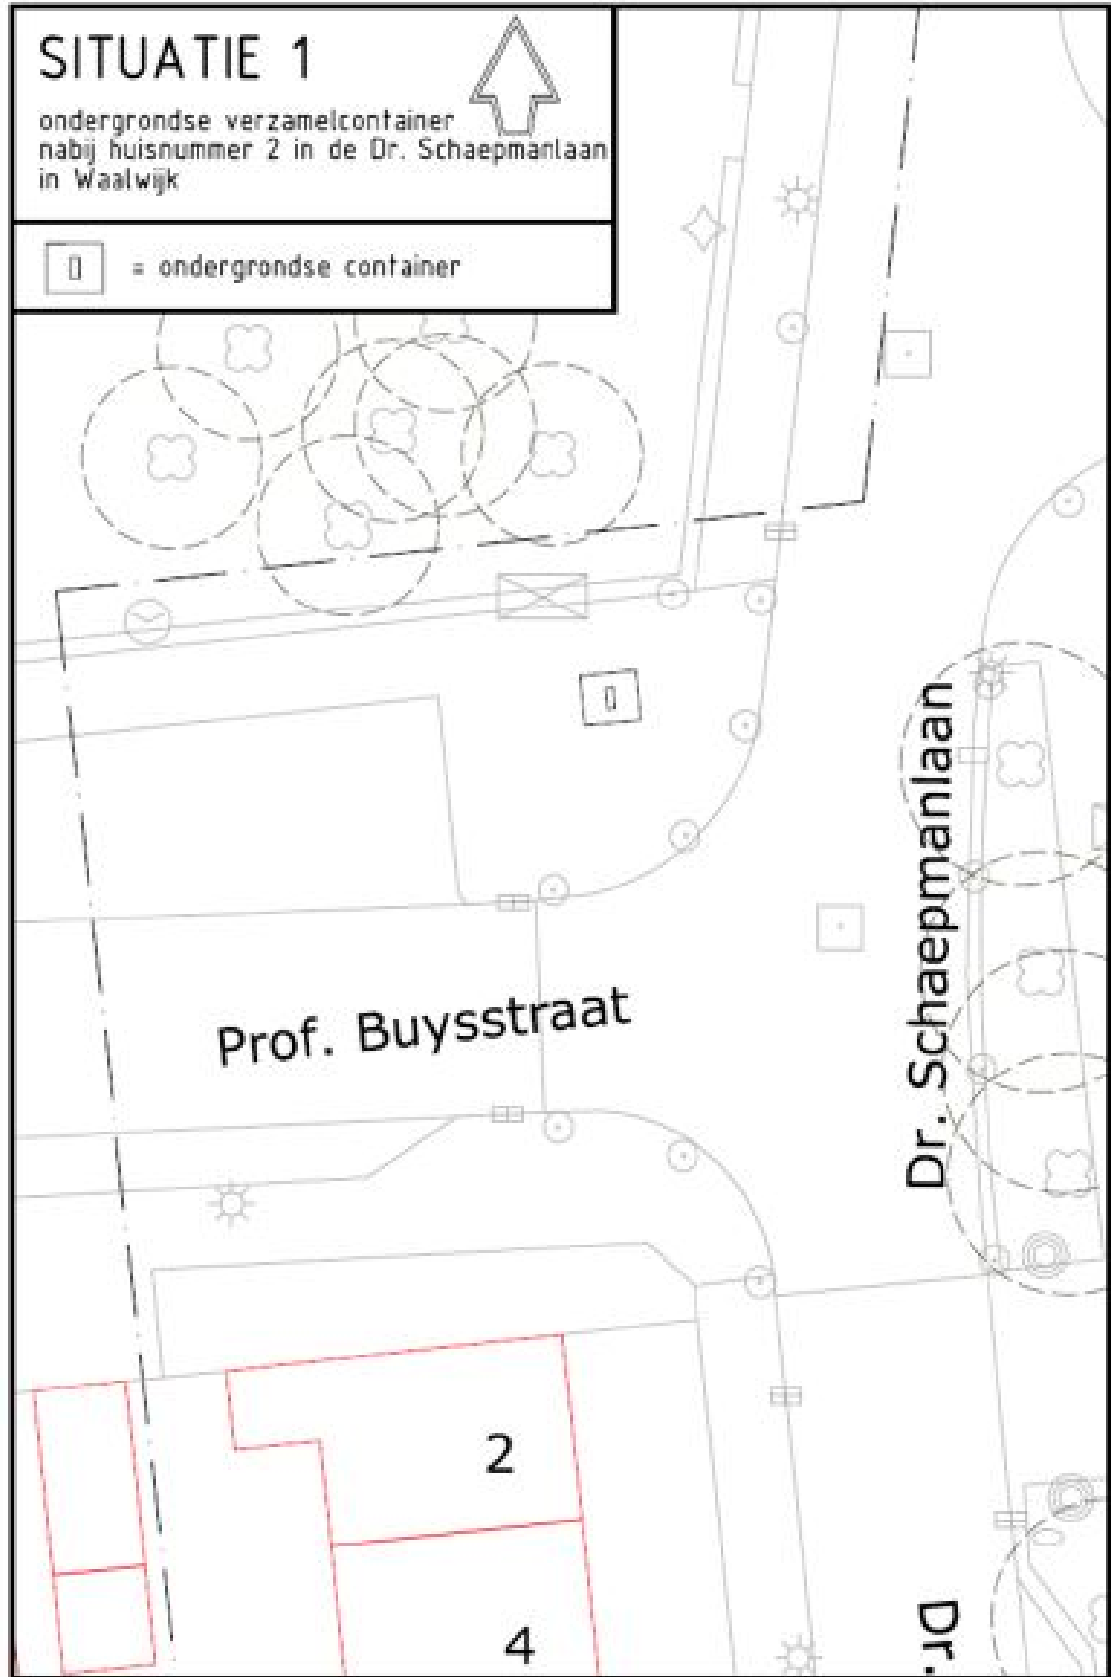 SITUATIE 1
ondergrondse verzamelcontainer
nabij huisnummer 2 in de Dr. Schaepmanlaan
in Waalwijk
= ondergrondse container
Prof. Buysstraat
Dr. Schaepmanlaan
2
4
Dr.